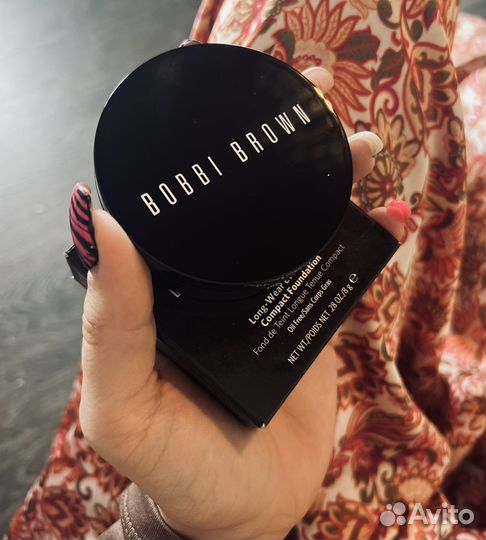 BOBBI BROWN
Long-Wear
Compact Foundation
Fond de Teint Longue Tenue Compact
Oil Free/Sans Corps Gras
NET WT/POIDS NET .28 OZ/8 g ℮
Avito